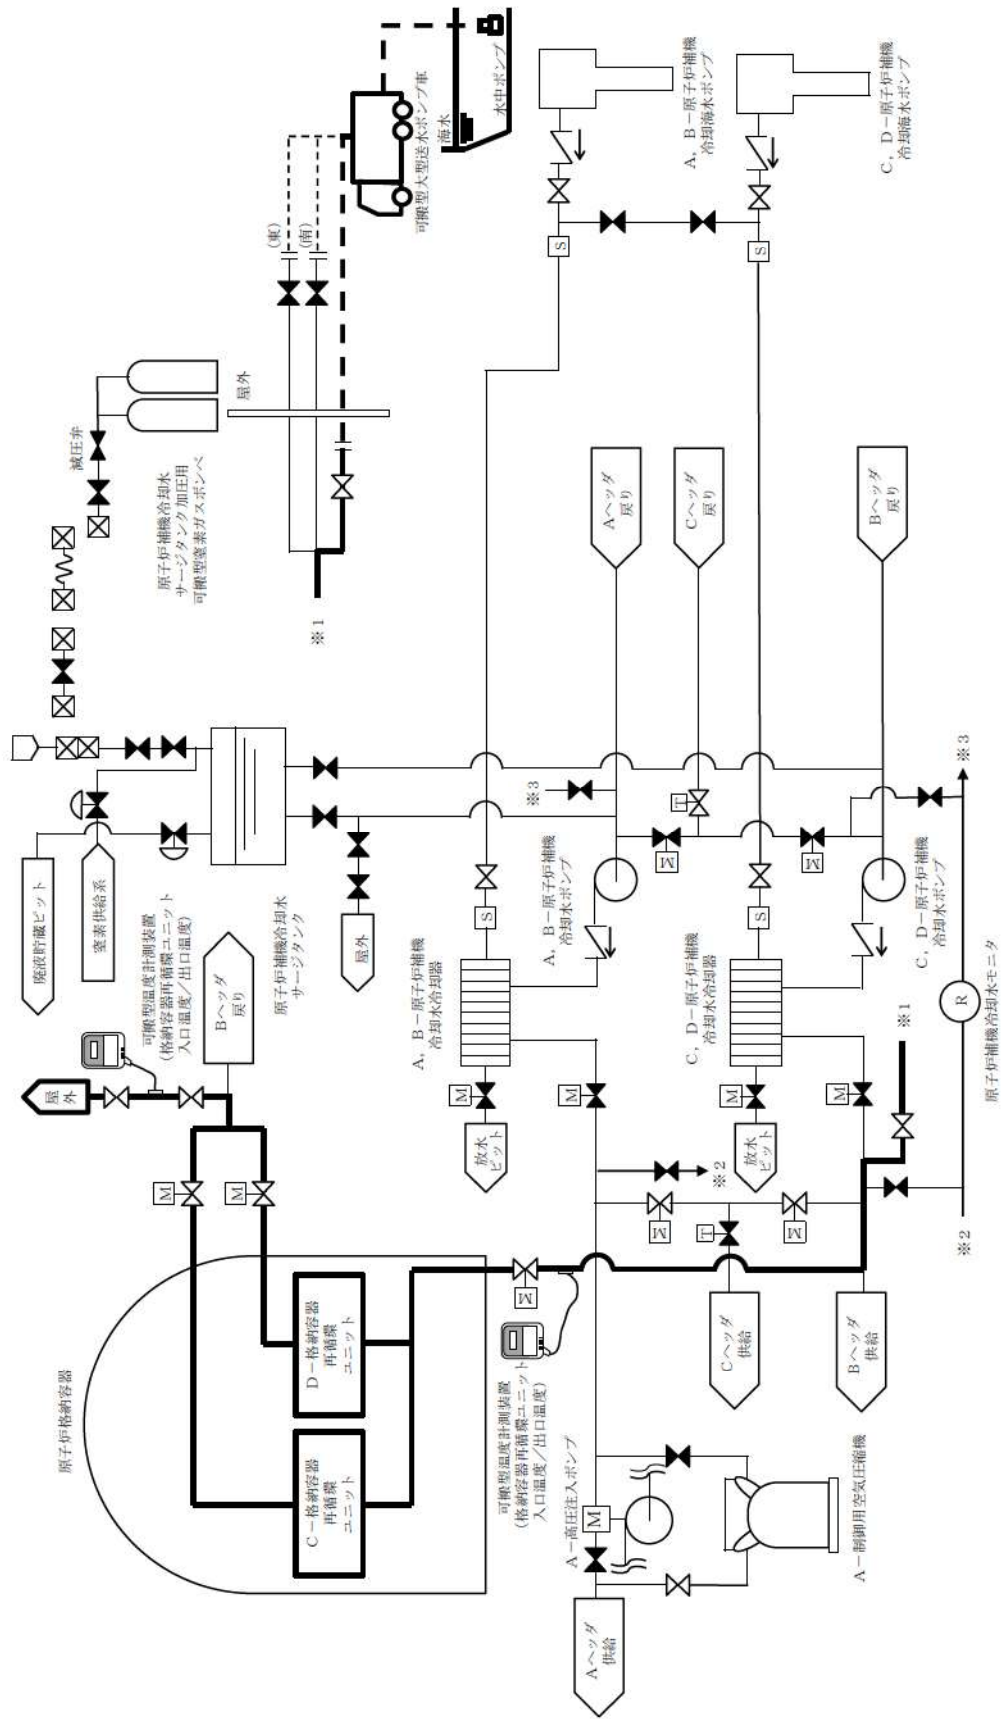 原子炉格納容器
C－格納容器
再循環
ユニット
D－格納容器
再循環
ユニット
M
M
屋外
可搬型温度計測装置
(格納容器再循環ユニット
入口温度／出口温度)
Bヘッダ
戻り
廃液貯蔵ピット
窒素供給系
原子炉補機冷却水
サージタンク
屋外
減圧弁
原子炉補機冷却水
サージタンク加圧用
可搬型窒素ガスボンベ
屋外
※1
(東)
(南)
可搬型大型送水ポンプ車
海水
水中ポンプ
M
可搬型温度計測装置
(格納容器再循環ユニット
入口温度／出口温度)
放水
ピット
M
A，B－原子炉補機
冷却水冷却器
S
M
A，B－原子炉補機
冷却水ポンプ
※3
Aヘッダ
戻り
S
A，B－原子炉補機
冷却海水ポンプ
Aヘッダ
供給
A－高圧注入ポンプ
M
A－制御用空気圧縮機
※2
M
T
M
Cヘッダ
供給
Bヘッダ
供給
放水
ピット
M
C，D－原子炉補機
冷却水冷却器
S
M
M
T
M
Cヘッダ
戻り
Bヘッダ
戻り
C，D－原子炉補機
冷却水ポンプ
S
C，D－原子炉補機
冷却海水ポンプ
※1
※2
R
原子炉補機冷却水モニタ
※3